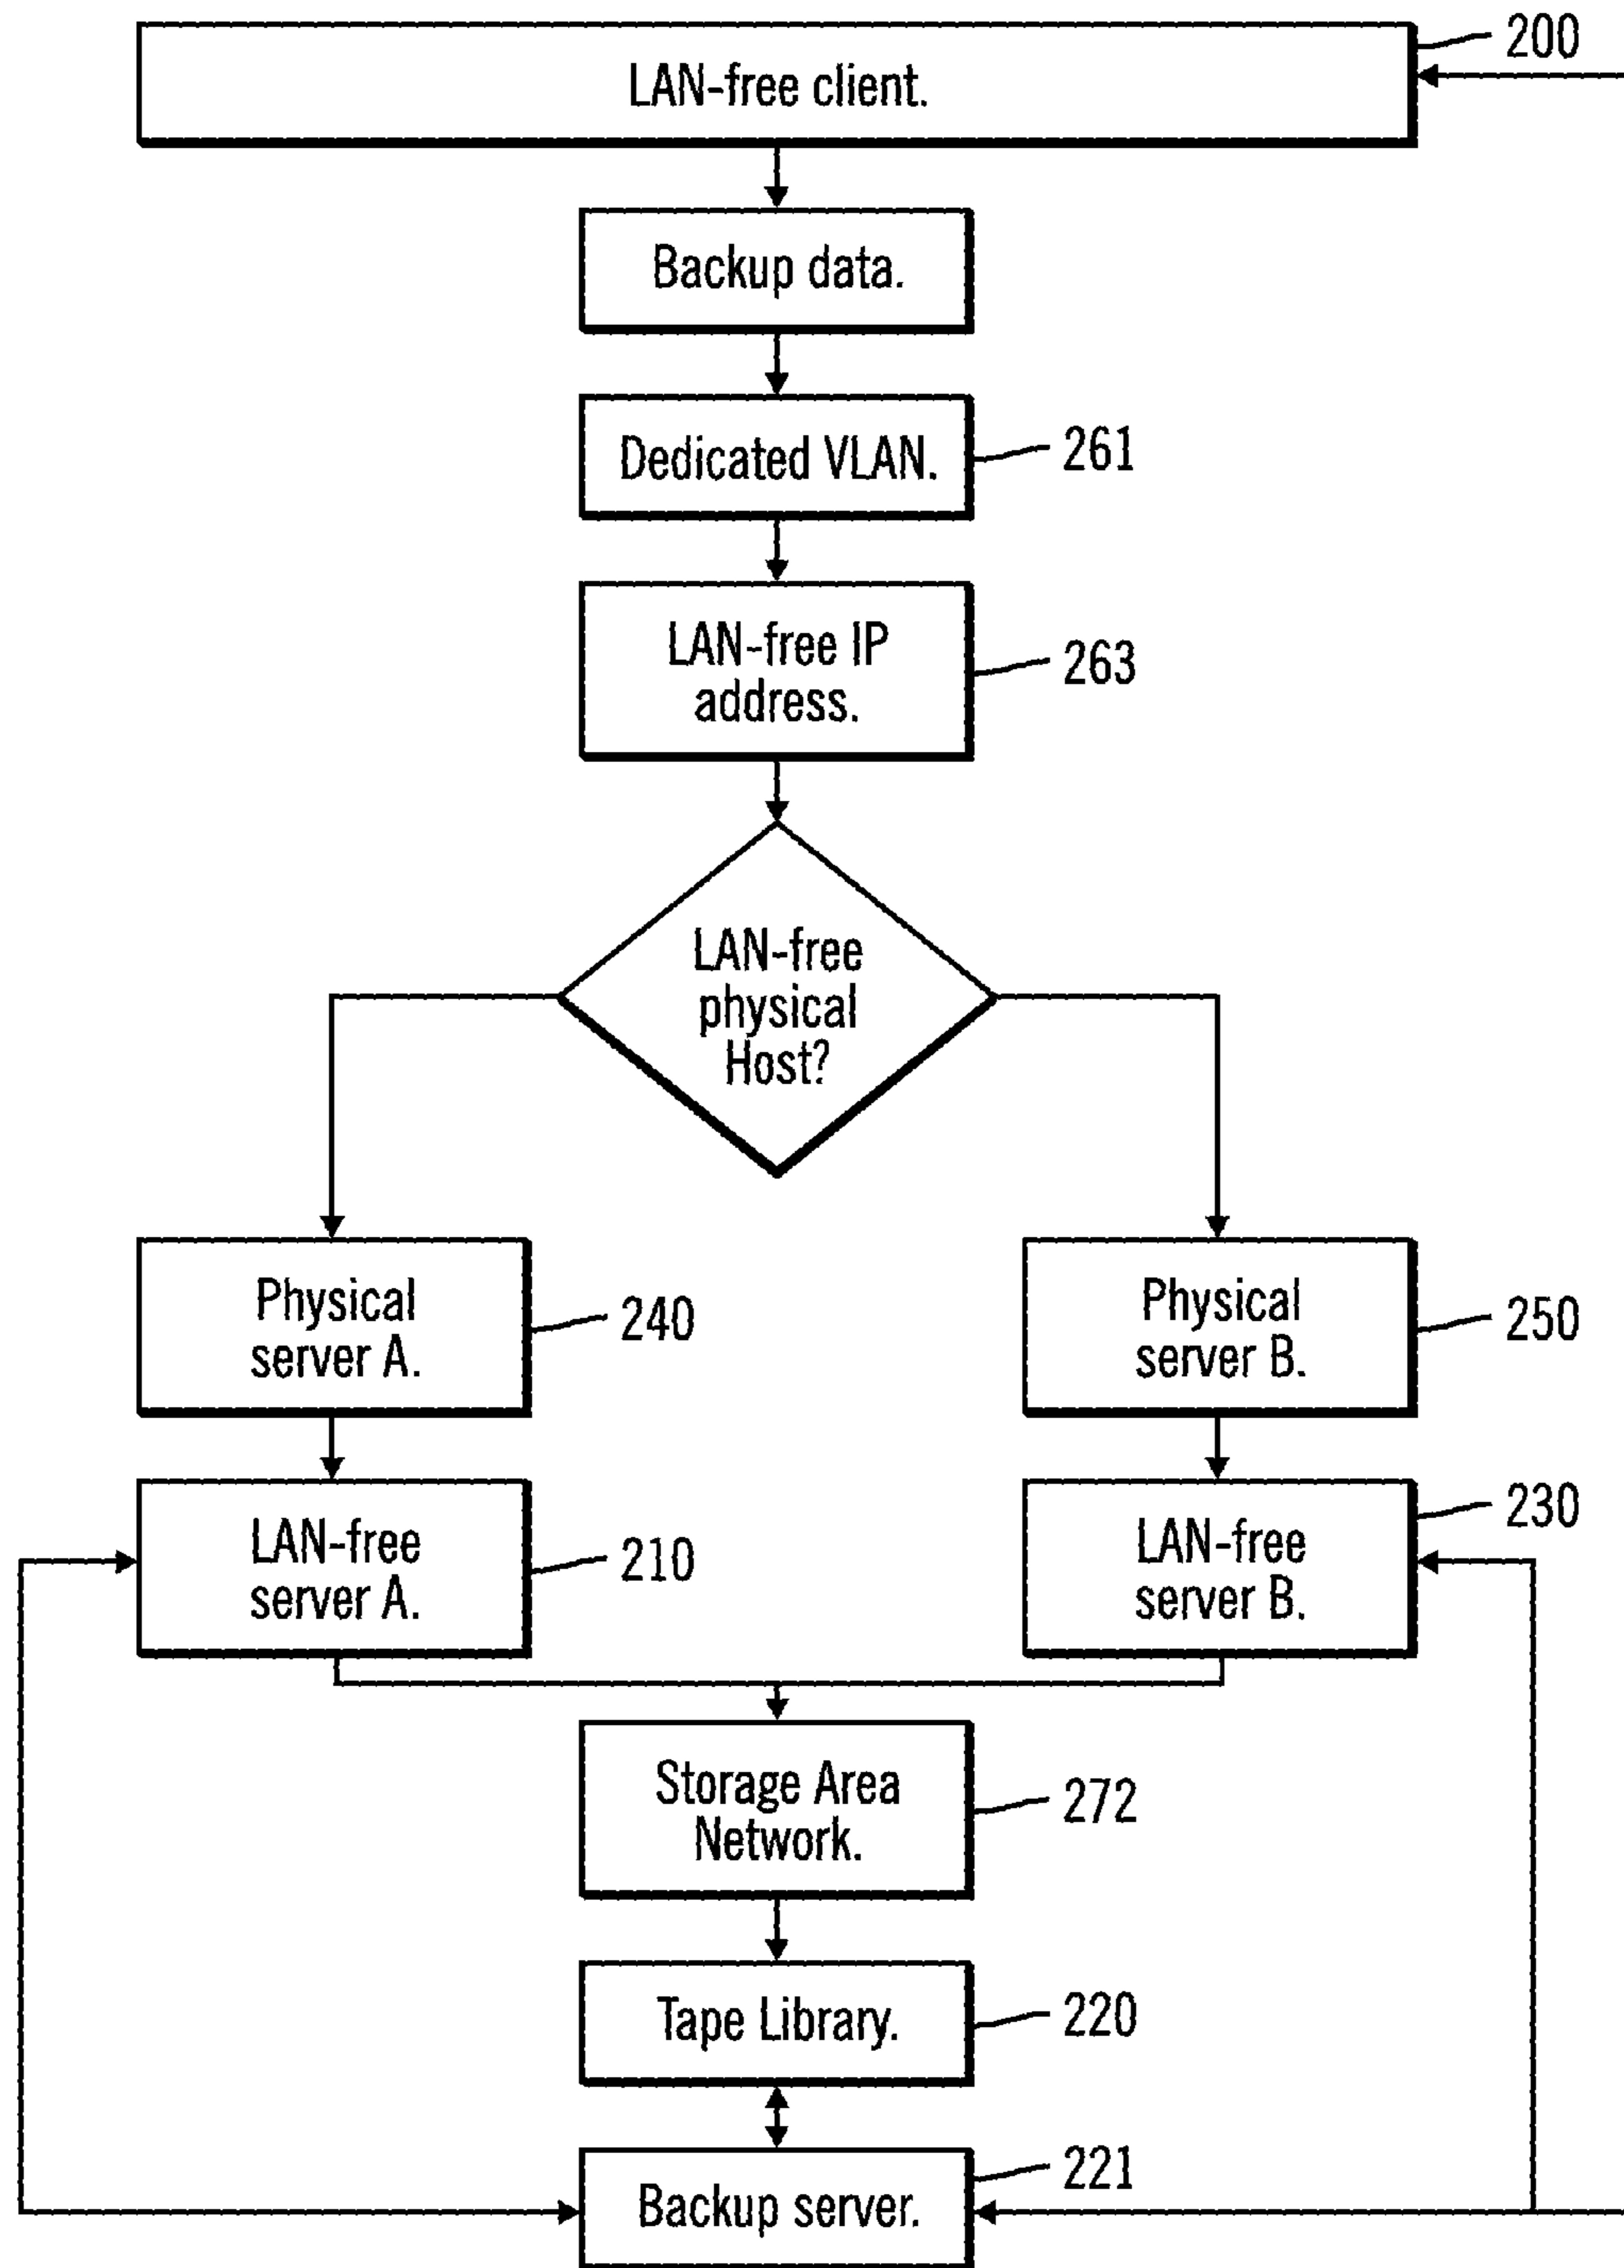 200
LAN-free client.
Backup data.
Dedicated VLAN.
261
LAN-free IP
address.
263
LAN-free
physical
Host?
Physical
server A.
240
Physical
server B.
250
LAN-free
server A.
210
LAN-free
server B.
230
Storage Area
Network.
272
Tape Library.
220
Backup server.
221